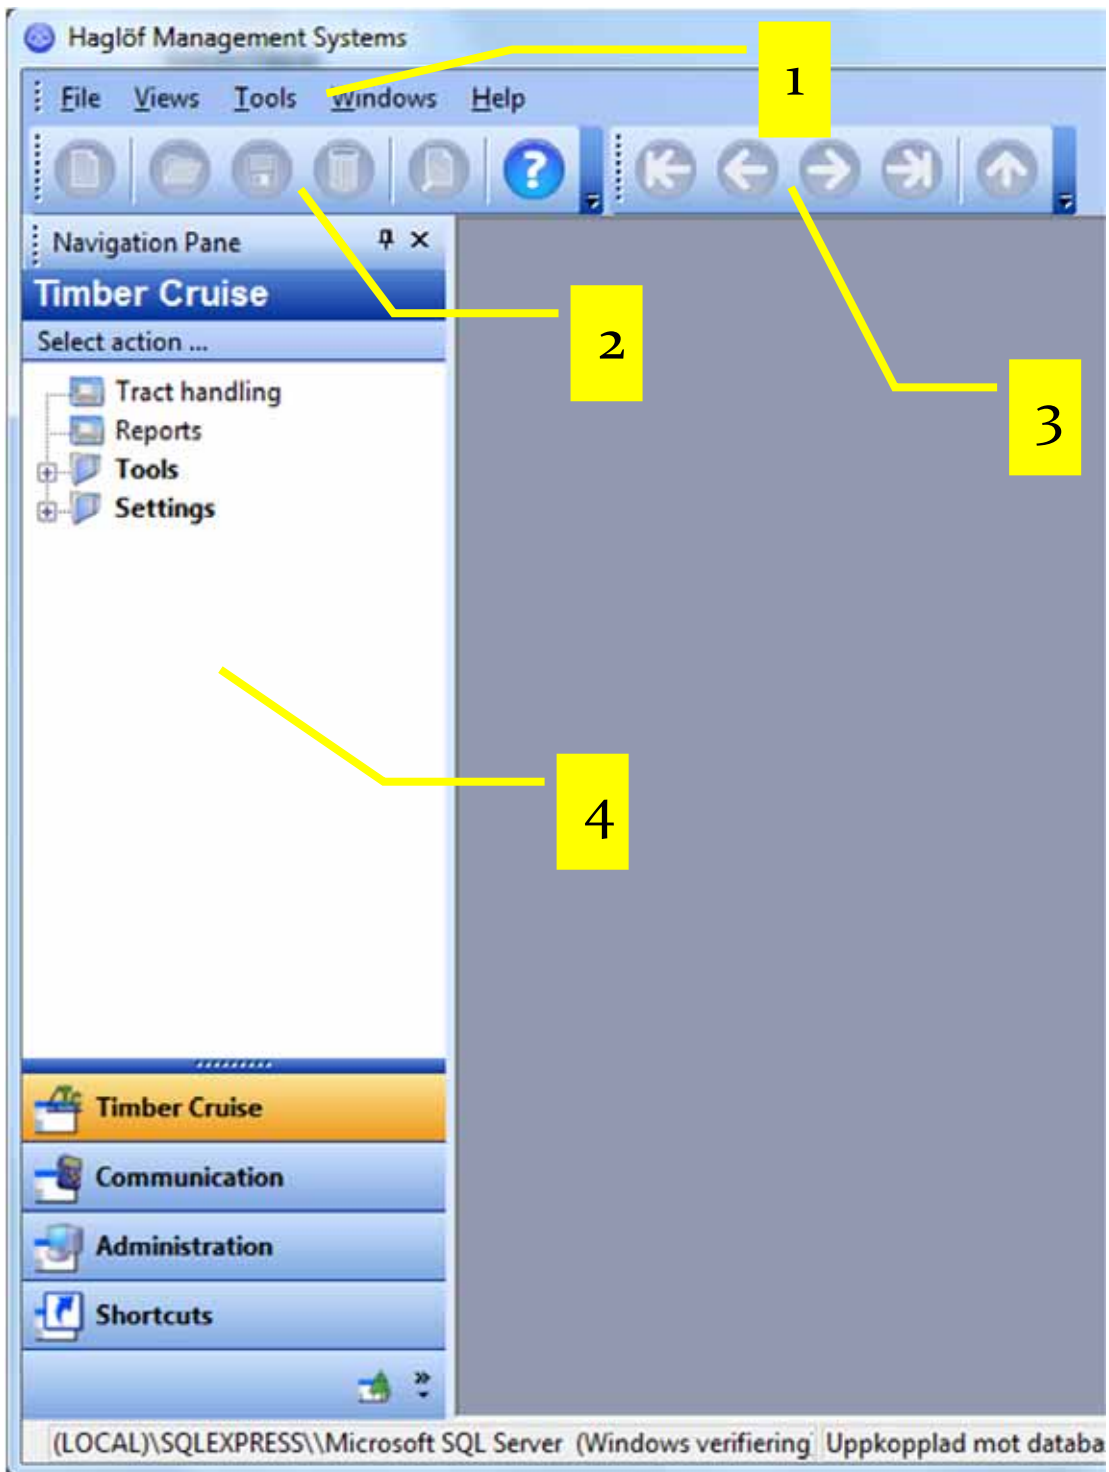 Haglöf Management Systems
1
File Views Tools Windows Help
?
Navigation Pane
Timber Cruise
Select action ...
2
Tract handling
Reports
Tools
Settings
3
4
Timber Cruise
Communication
Administration
Shortcuts
(LOCAL)\SQLEXPRESS\\Microsoft SQL Server (Windows verifiering Uppkopplad mot databa